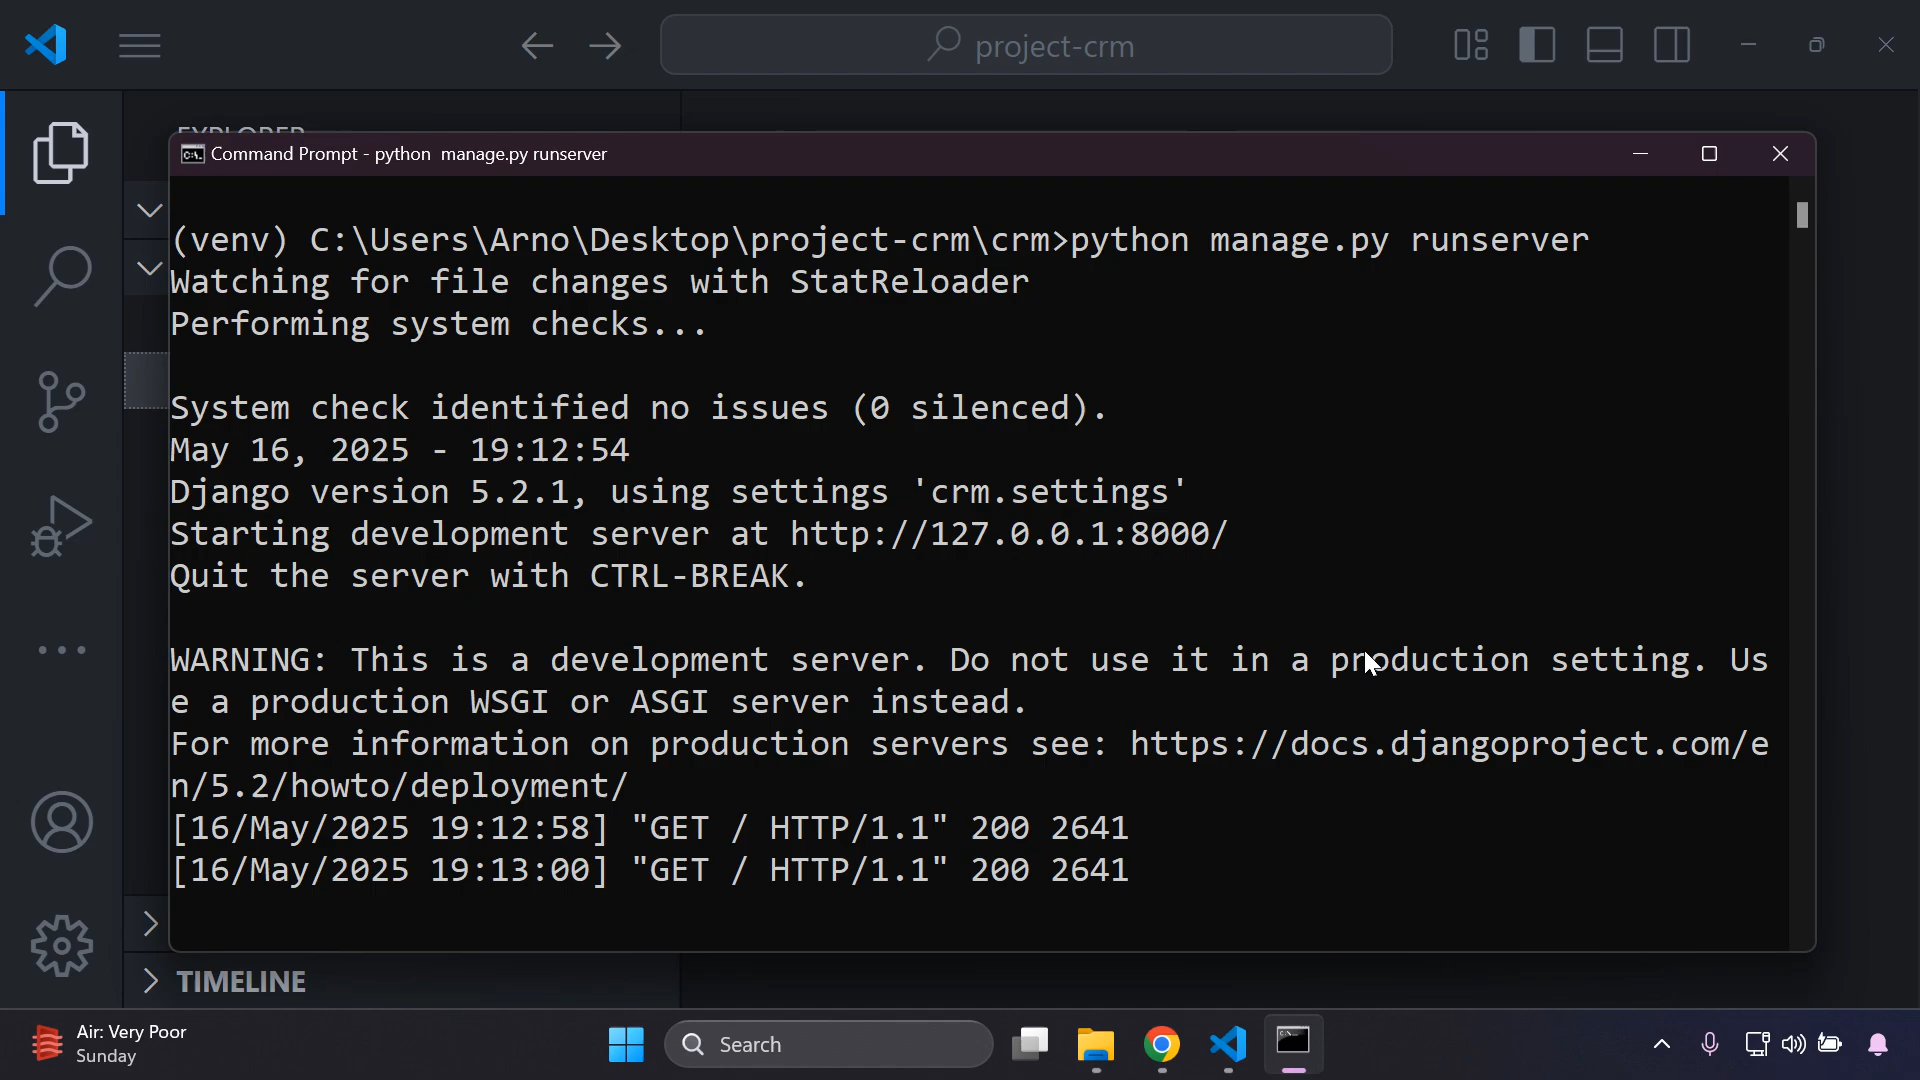 project-crm
EXPLORER
Command Prompt - python  manage.py runserver
(venv) C:\Users\Arno\Desktop\project-crm\crm>python manage.py runserver
Watching for file changes with StatReloader
Performing system checks...
System check identified no issues (0 silenced).
May 16, 2025 - 19:12:54
Django version 5.2.1, using settings 'crm.settings'
Starting development server at http://127.0.0.1:8000/
Quit the server with CTRL-BREAK.
WARNING: This is a development server. Do not use it in a production setting. Us
e a production WSGI or ASGI server instead.
For more information on production servers see: https://docs.djangoproject.com/e
n/5.2/howto/deployment/
[16/May/2025 19:12:58] "GET / HTTP/1.1" 200 2641
[16/May/2025 19:13:00] "GET / HTTP/1.1" 200 2641
TIMELINE
Air: Very Poor
Sunday
Search